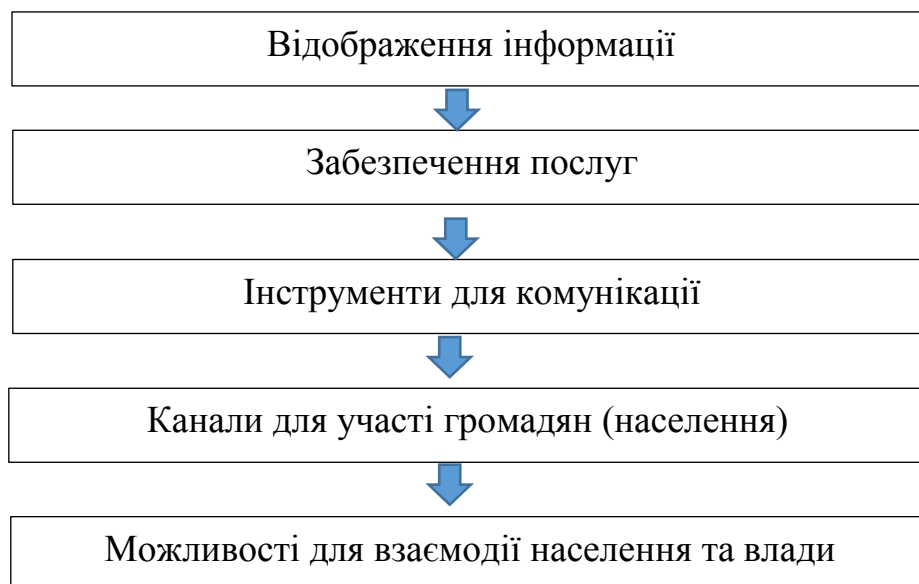 Відображення інформації
Забезпечення послуг
Інструменти для комунікації
Канали для участі громадян (населення)
Можливості для взаємодії населення та влади